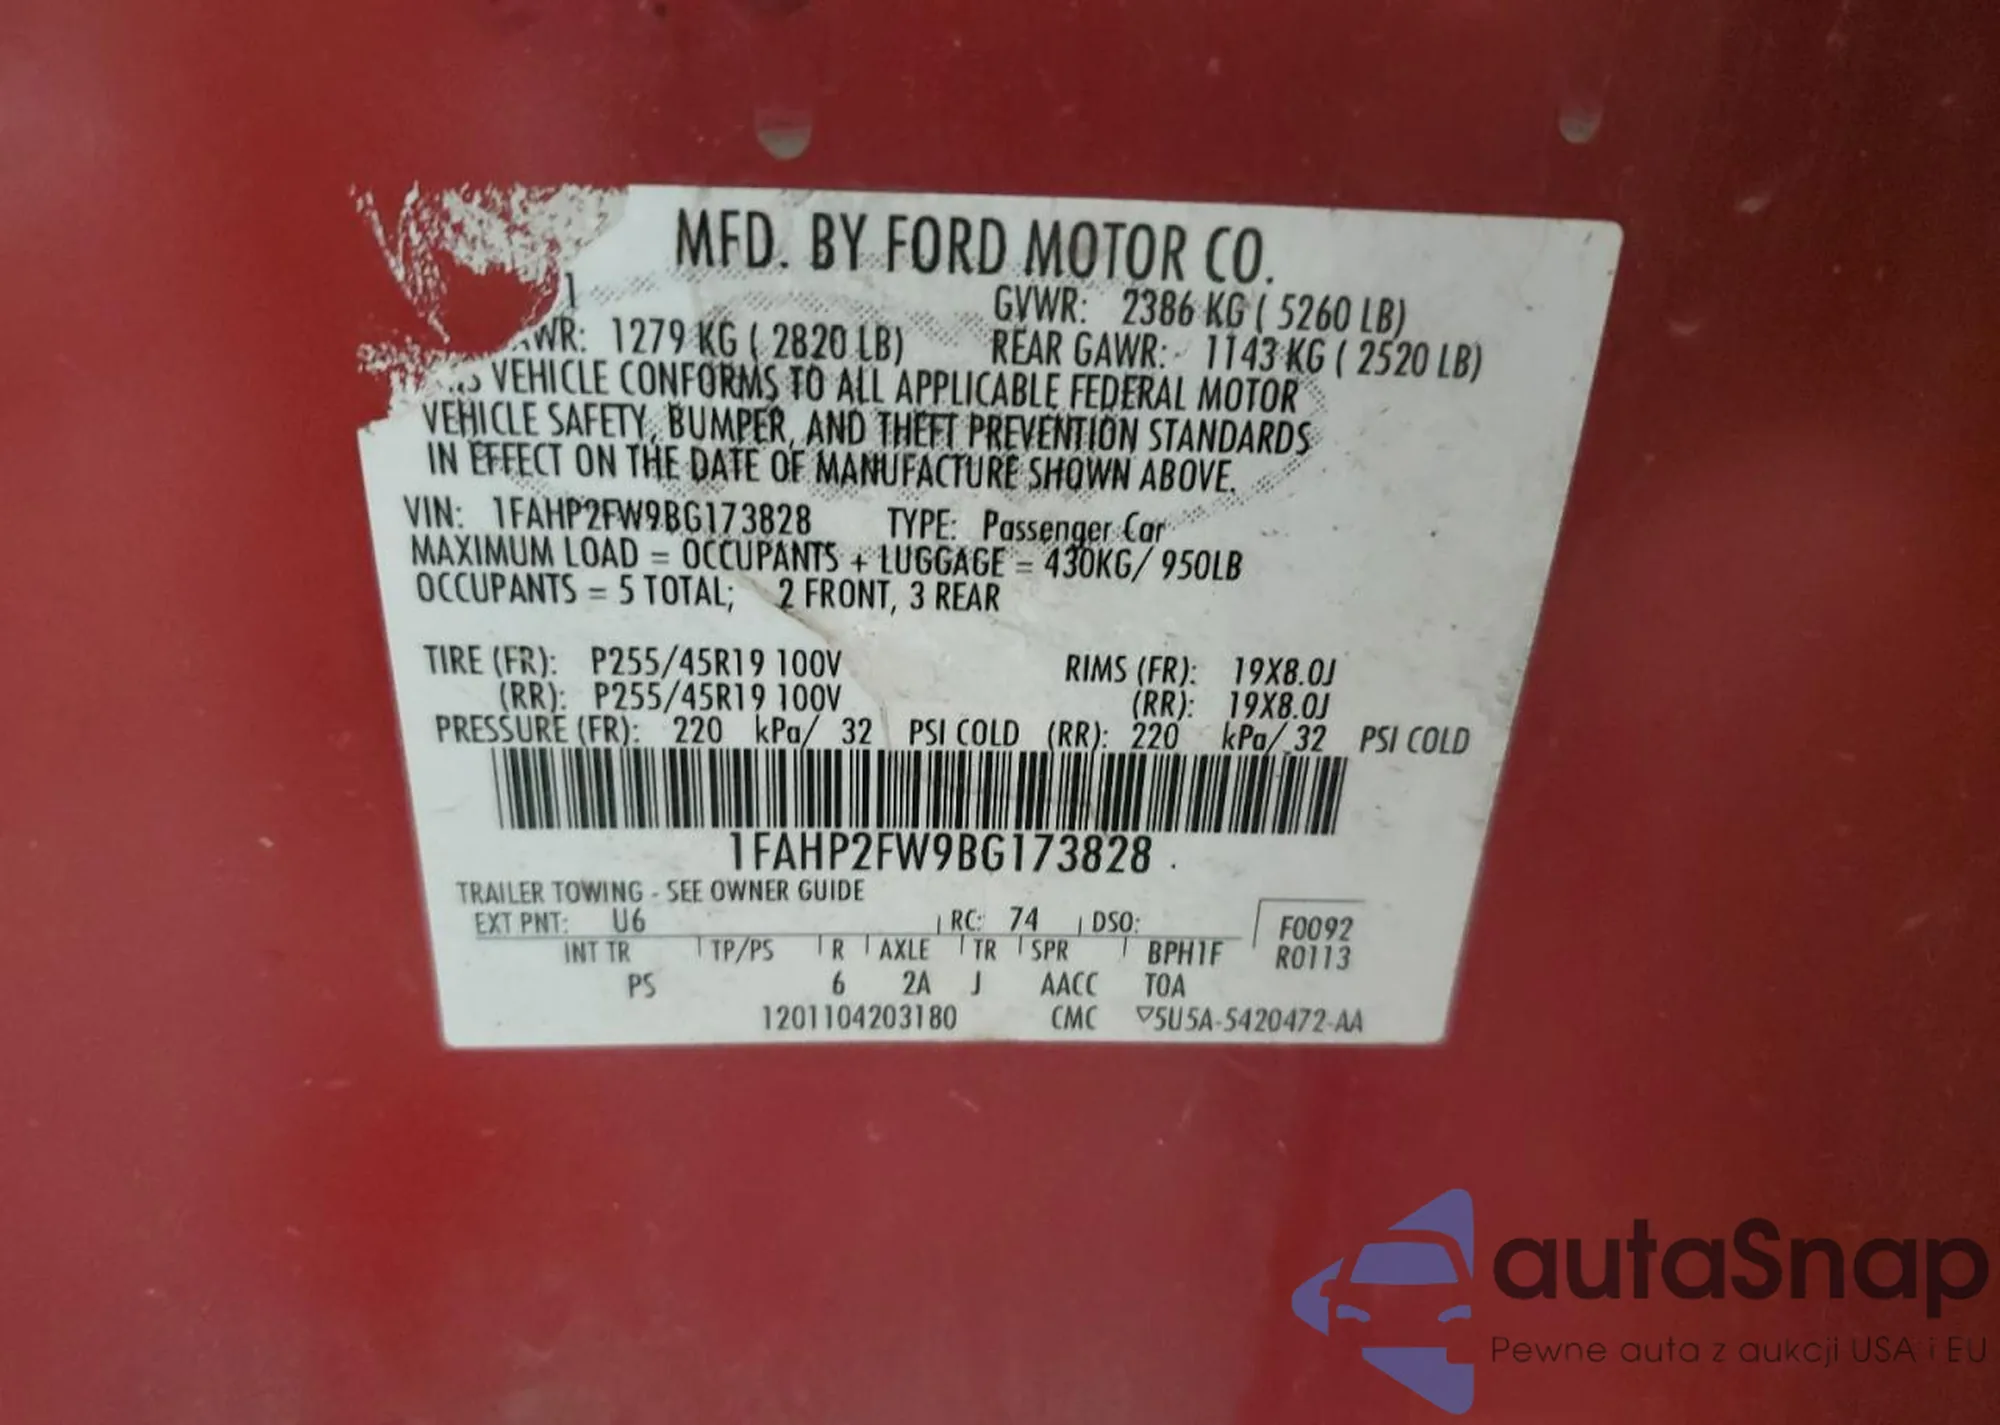 MFD. BY FORD MOTOR CO.
1 GVWR: 2386 KG ( 5260 LB)
WR: 1279 KG ( 2820 LB) REAR GAWR: 1143 KG ( 2520 LB)
VEHICLE CONFORMS TO ALL APPLICABLE FEDERAL MOTOR
VEHICLE SAFETY, BUMPER, AND THEFT PREVENTION STANDARDS
IN EFFECT ON THE DATE OF MANUFACTURE SHOWN ABOVE.
VIN: 1FAHP2FW9BG173828 TYPE: Passenger Car
MAXIMUM LOAD = OCCUPANTS + LUGGAGE = 430KG/ 950LB
OCCUPANTS = 5 TOTAL; 2 FRONT, 3 REAR
TIRE (FR): P255/45R19 100V RIMS (FR): 19X8.0J
(RR): P255/45R19 100V (RR): 19X8.0J
PRESSURE (FR): 220 kPa/ 32 PSI COLD (RR): 220 kPa/ 32 PSI COLD
1FAHP2FW9BG173828
TRAILER TOWING - SEE OWNER GUIDE
EXT PNT: U6 RC: 74 DSO: F0092
INT TR TP/PS R AXLE TR SPR BPH1F R0113
PS 6 2A J AACC TOA
1201104203180 CMC ▽5U5A-5420472-AA
autaSnap
Pewne auta z aukcji USA i EU